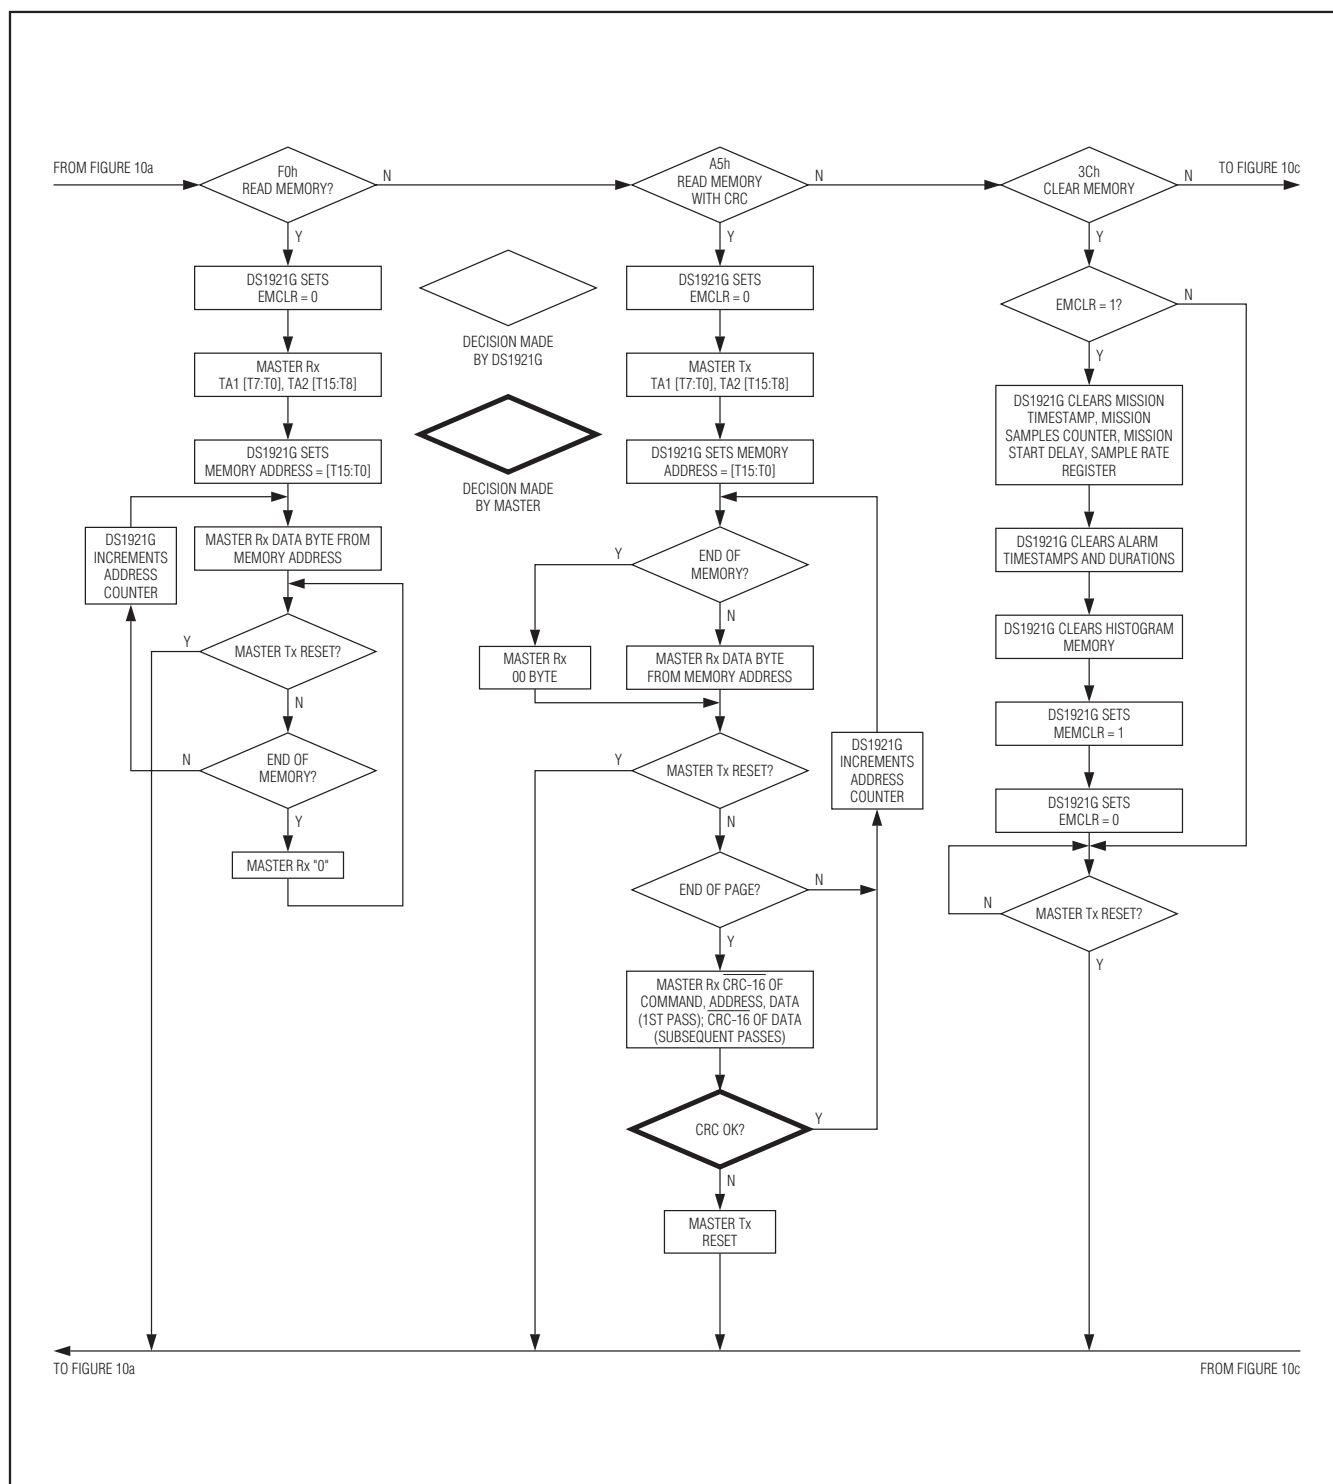 FROM FIGURE 10a
F0h
READ MEMORY?
N
Y
DS1921G SETS
EMCLR = 0
MASTER Rx
TA1 [T7:T0], TA2 [T15:T8]
DS1921G SETS
MEMORY ADDRESS = [T15:T0]
DS1921G
INCREMENTS
ADDRESS
COUNTER
MASTER Rx DATA BYTE FROM
MEMORY ADDRESS
Y
MASTER Tx RESET?
N
N
END OF
MEMORY?
Y
MASTER Rx "0"
DECISION MADE
BY DS1921G
DECISION MADE
BY MASTER
A5h
READ MEMORY
WITH CRC
N
Y
DS1921G SETS
EMCLR = 0
MASTER Tx
TA1 [T7:T0], TA2 [T15:T8]
DS1921G SETS MEMORY
ADDRESS = [T15:T0]
Y
END OF
MEMORY?
N
MASTER Rx
00 BYTE
MASTER Rx DATA BYTE
FROM MEMORY ADDRESS
Y
MASTER Tx RESET?
N
DS1921G
INCREMENTS
ADDRESS
COUNTER
END OF PAGE?
N
Y
MASTER Rx CRC-16 OF
COMMAND, ADDRESS, DATA
(1ST PASS); CRC-16 OF DATA
(SUBSEQUENT PASSES)
CRC OK?
Y
N
MASTER Tx
RESET
3Ch
CLEAR MEMORY
N
TO FIGURE 10c
Y
EMCLR = 1?
N
Y
DS1921G CLEARS MISSION
TIMESTAMP, MISSION
SAMPLES COUNTER, MISSION
START DELAY, SAMPLE RATE
REGISTER
DS1921G CLEARS ALARM
TIMESTAMPS AND DURATIONS
DS1921G CLEARS HISTOGRAM
MEMORY
DS1921G SETS
MEMCLR = 1
DS1921G SETS
EMCLR = 0
N
MASTER Tx RESET?
Y
TO FIGURE 10a
FROM FIGURE 10c